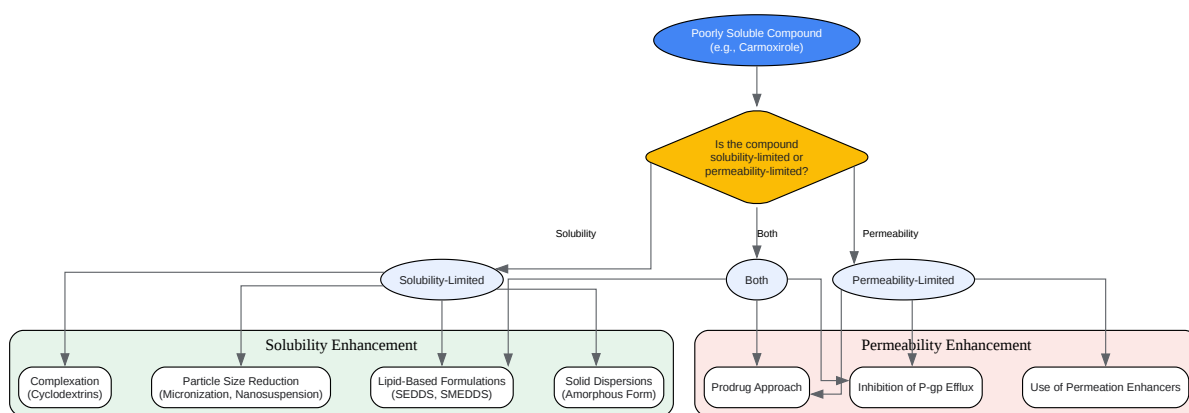 Poorly Soluble Compound
(e.g., Carmoxirole)
Is the compound
solubility-limited or
permeability-limited?
Solubility
Both
Permeability
Solubility-Limited
Both
Permeability-Limited
Solubility Enhancement
Permeability Enhancement
Complexation
(Cyclodextrins)
Particle Size Reduction
(Micronization, Nanosuspension)
Lipid-Based Formulations
(SEDDS, SMEDDS)
Solid Dispersions
(Amorphous Form)
Prodrug Approach
Inhibition of P-gp Efflux
Use of Permeation Enhancers